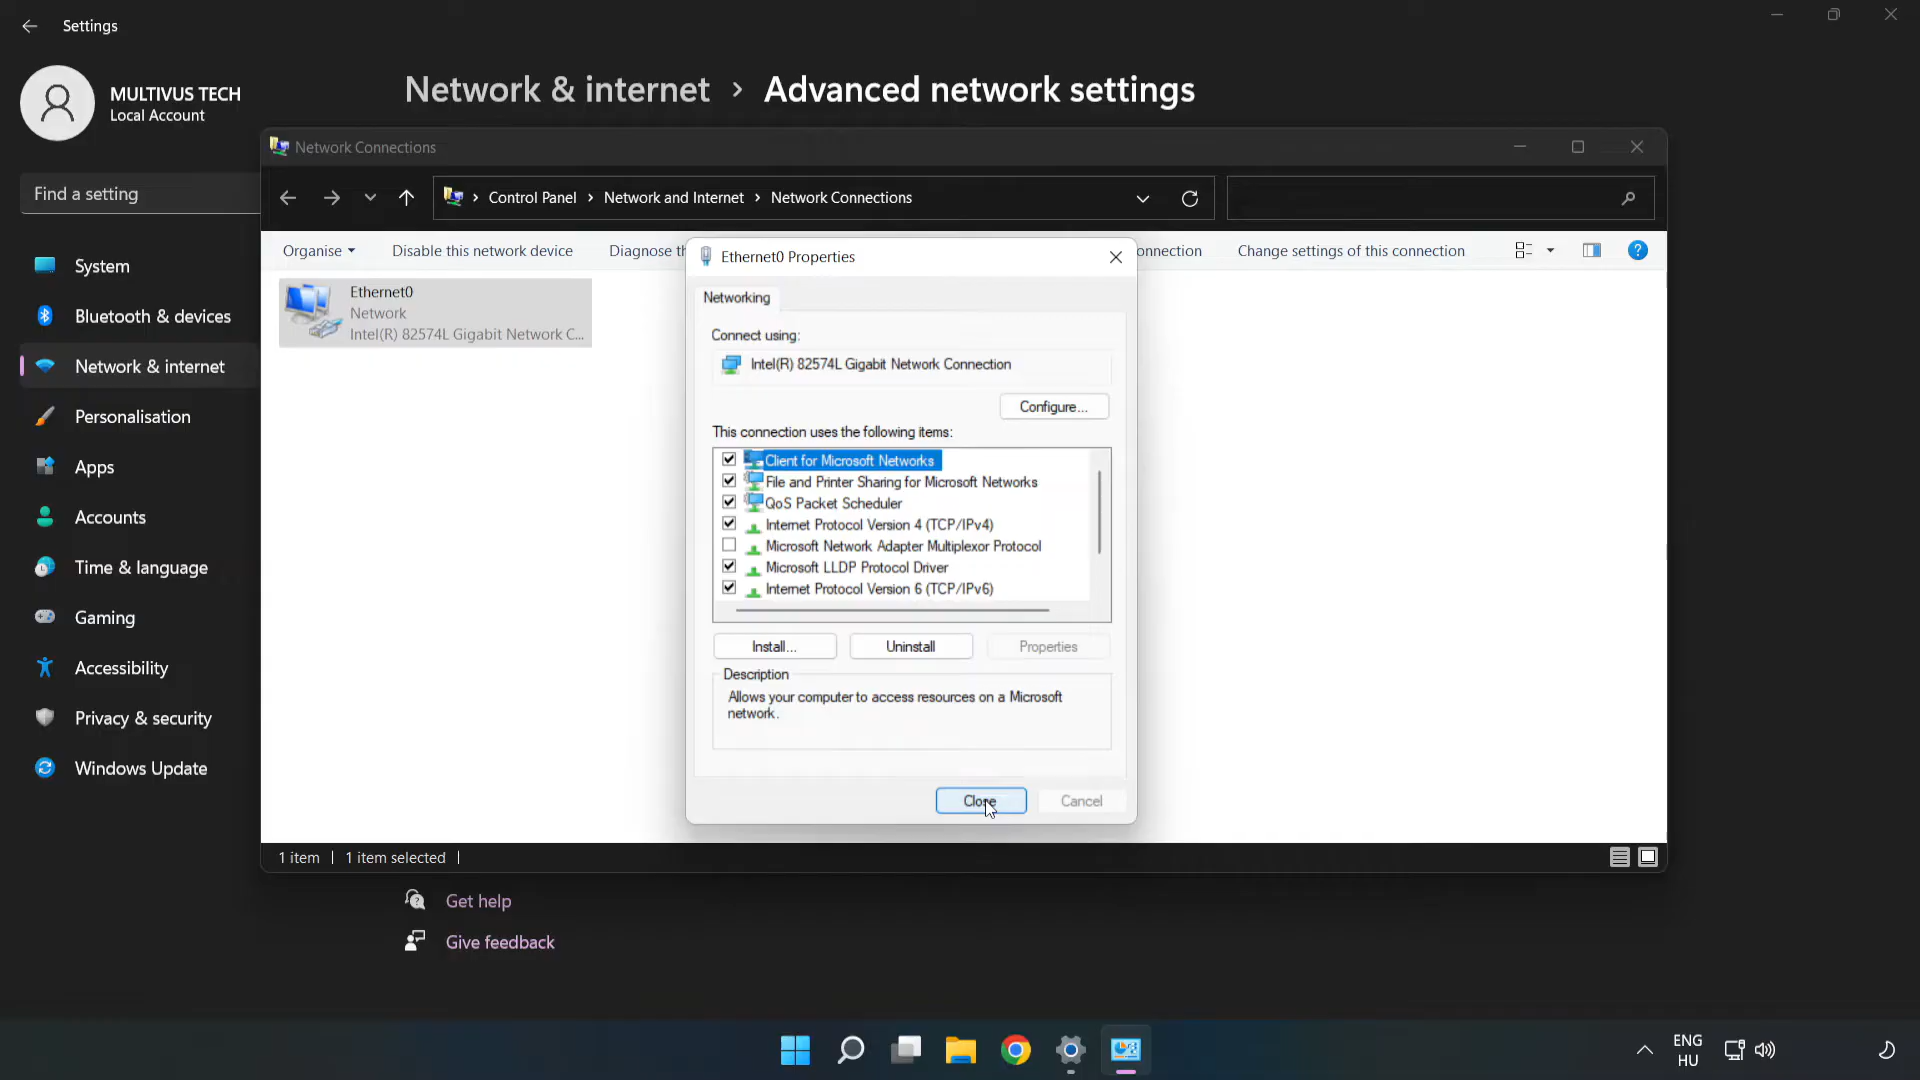 Settings
MULTIVUS TECH
Local Account
Network & internet › Advanced network settings
Find a setting
System
Bluetooth & devices
Network & internet
Personalisation
Apps
Accounts
Time & language
Gaming
Accessibility
Privacy & security
Windows Update
Network Connections
Control Panel › Network and Internet › Network Connections
Organise
Disable this network device
Diagnose th
onnection
Change settings of this connection
Ethernet0
Network
Intel(R) 82574L Gigabit Network C...
Ethernet0 Properties
Networking
Connect using:
Intel(R) 82574L Gigabit Network Connection
Configure...
This connection uses the following items:
Client for Microsoft Networks
File and Printer Sharing for Microsoft Networks
QoS Packet Scheduler
Internet Protocol Version 4 (TCP/IPv4)
Microsoft Network Adapter Multiplexor Protocol
Microsoft LLDP Protocol Driver
Internet Protocol Version 6 (TCP/IPv6)
Install...
Uninstall
Properties
Description
Allows your computer to access resources on a Microsoft
network.
Close
Cancel
1 item
1 item selected
Get help
Give feedback
ENG
HU